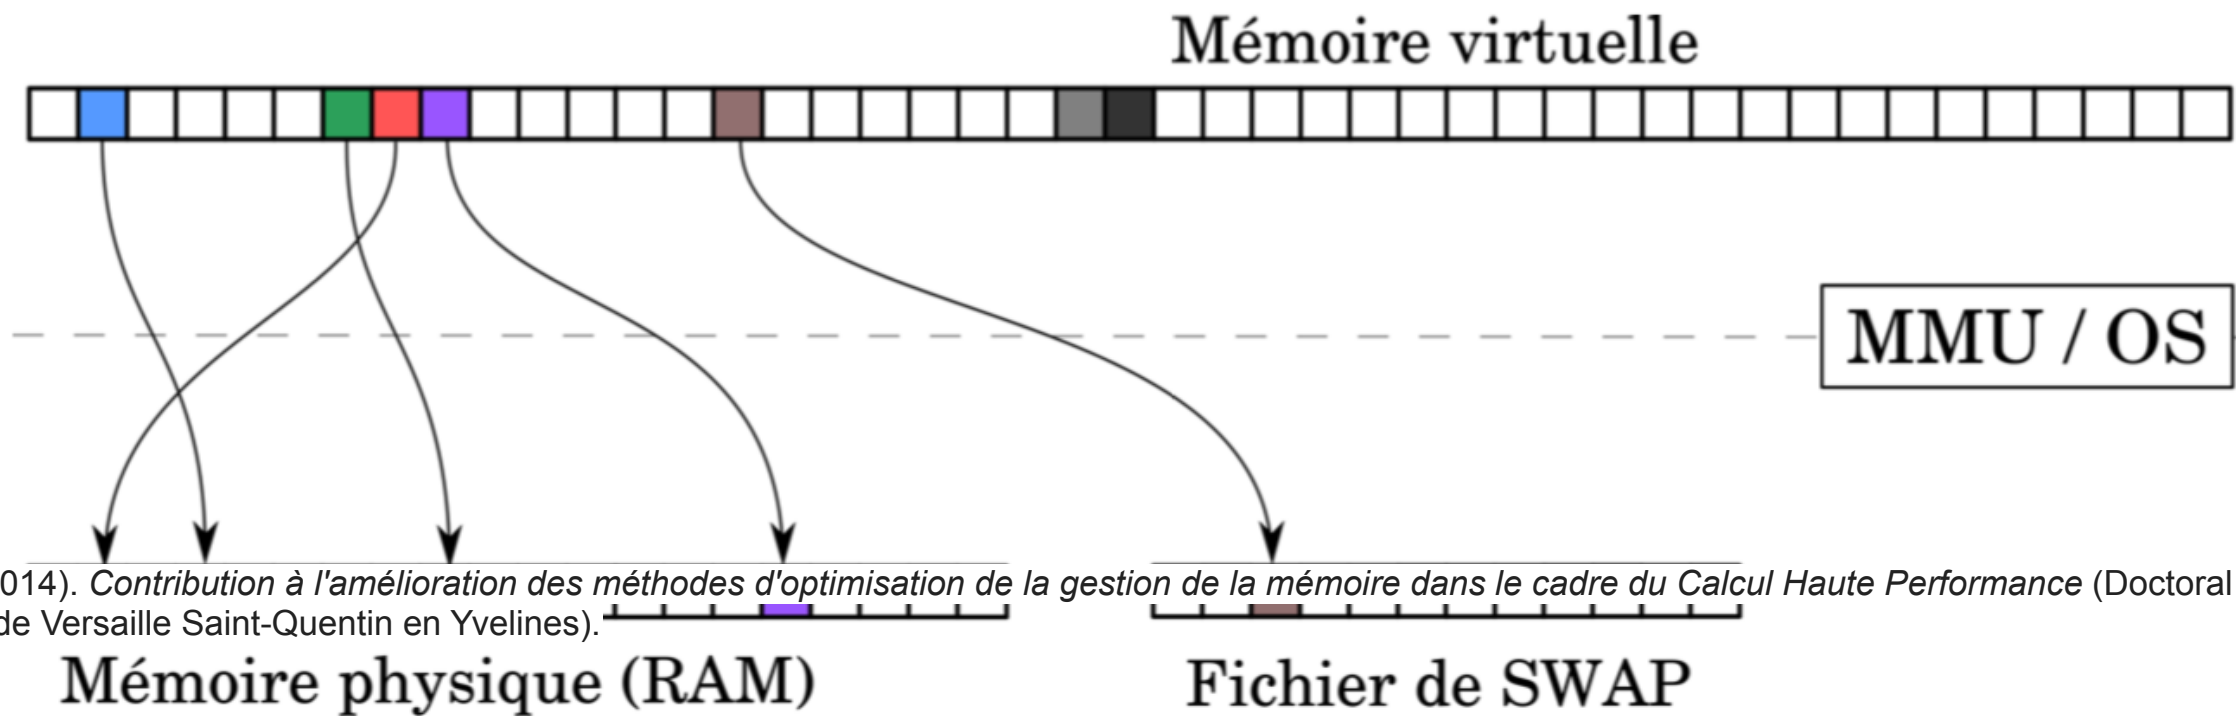 Mémoire virtuelle
MMU / OS
014). Contribution à l'amélioration des méthodes d'optimisation de la gestion de la mémoire dans le cadre du Calcul Haute Performance (Doctoral
de Versaille Saint-Quentin en Yvelines).
Mémoire physique (RAM)
Fichier de SWAP